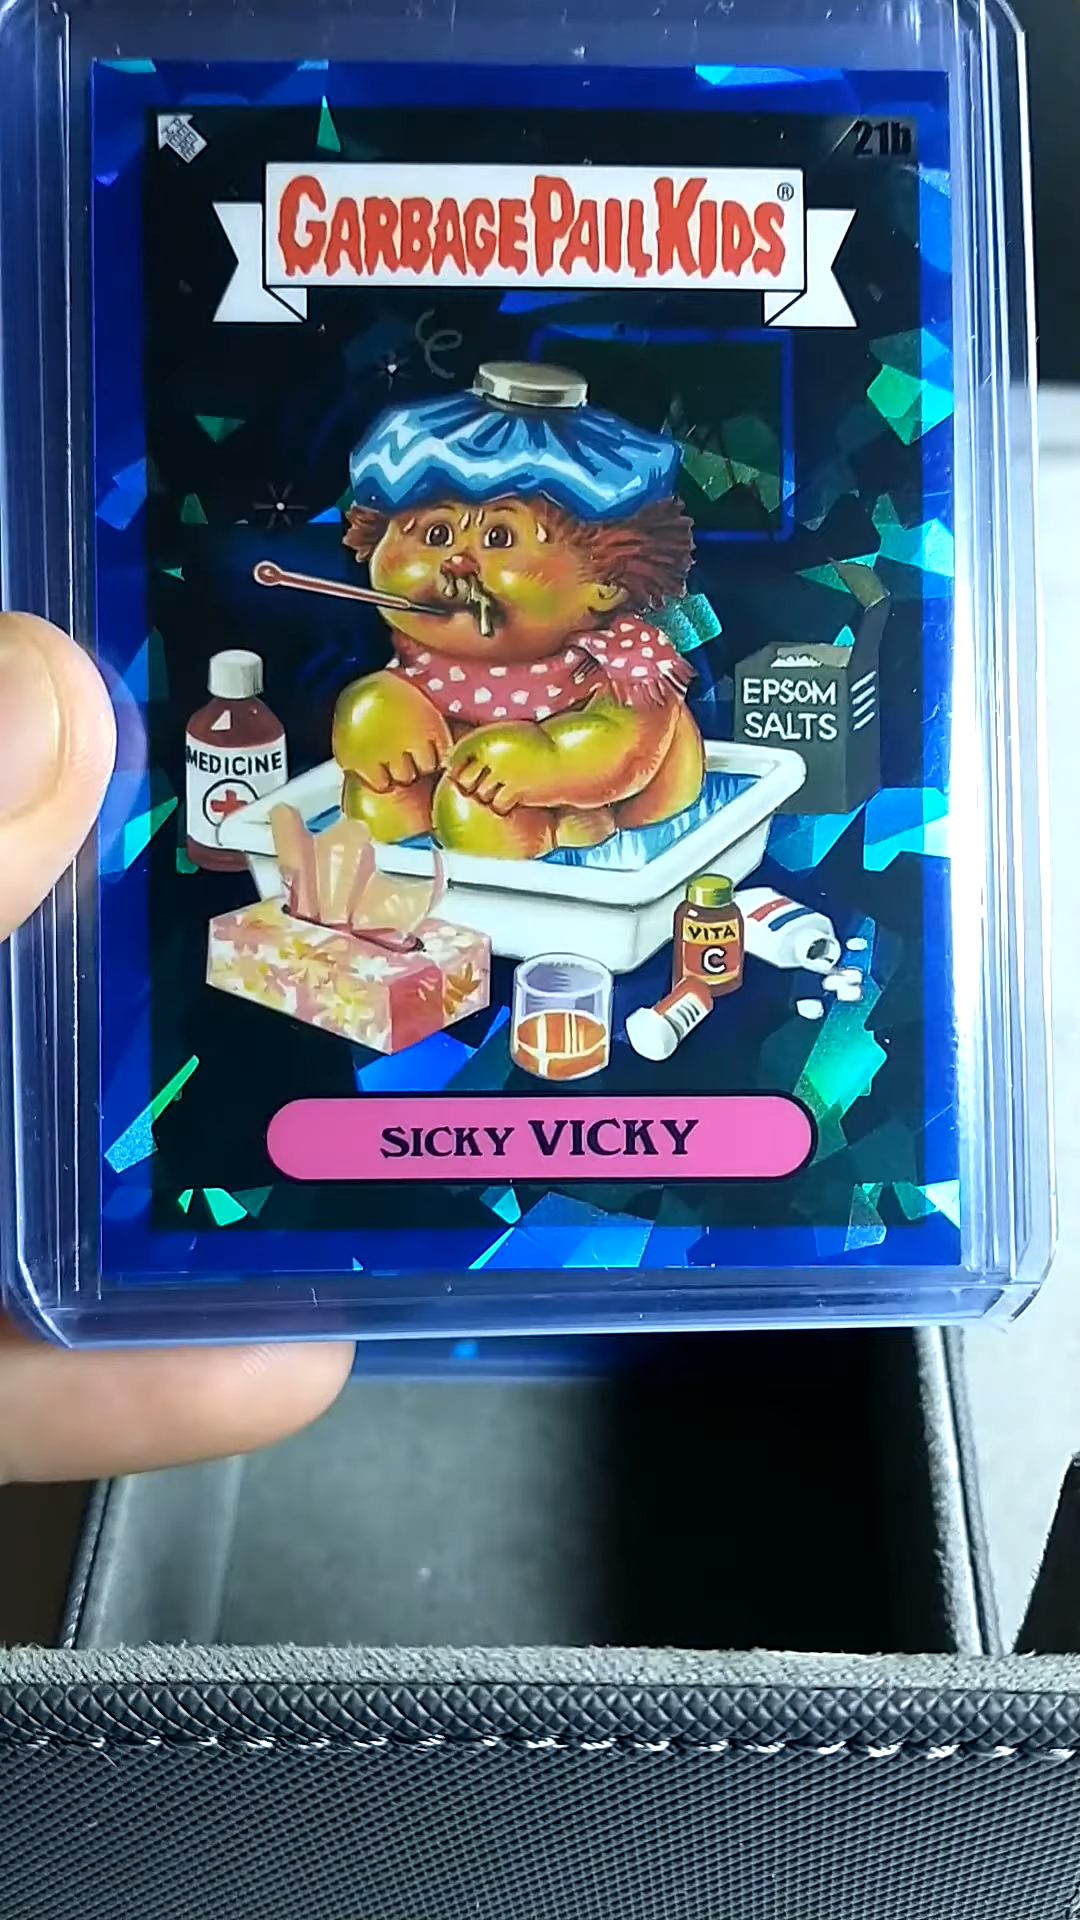 21b
GARBAGE PAIL KIDS®
EPSOM
SALTS
MEDICINE
VITA
C
SICKY VICKY